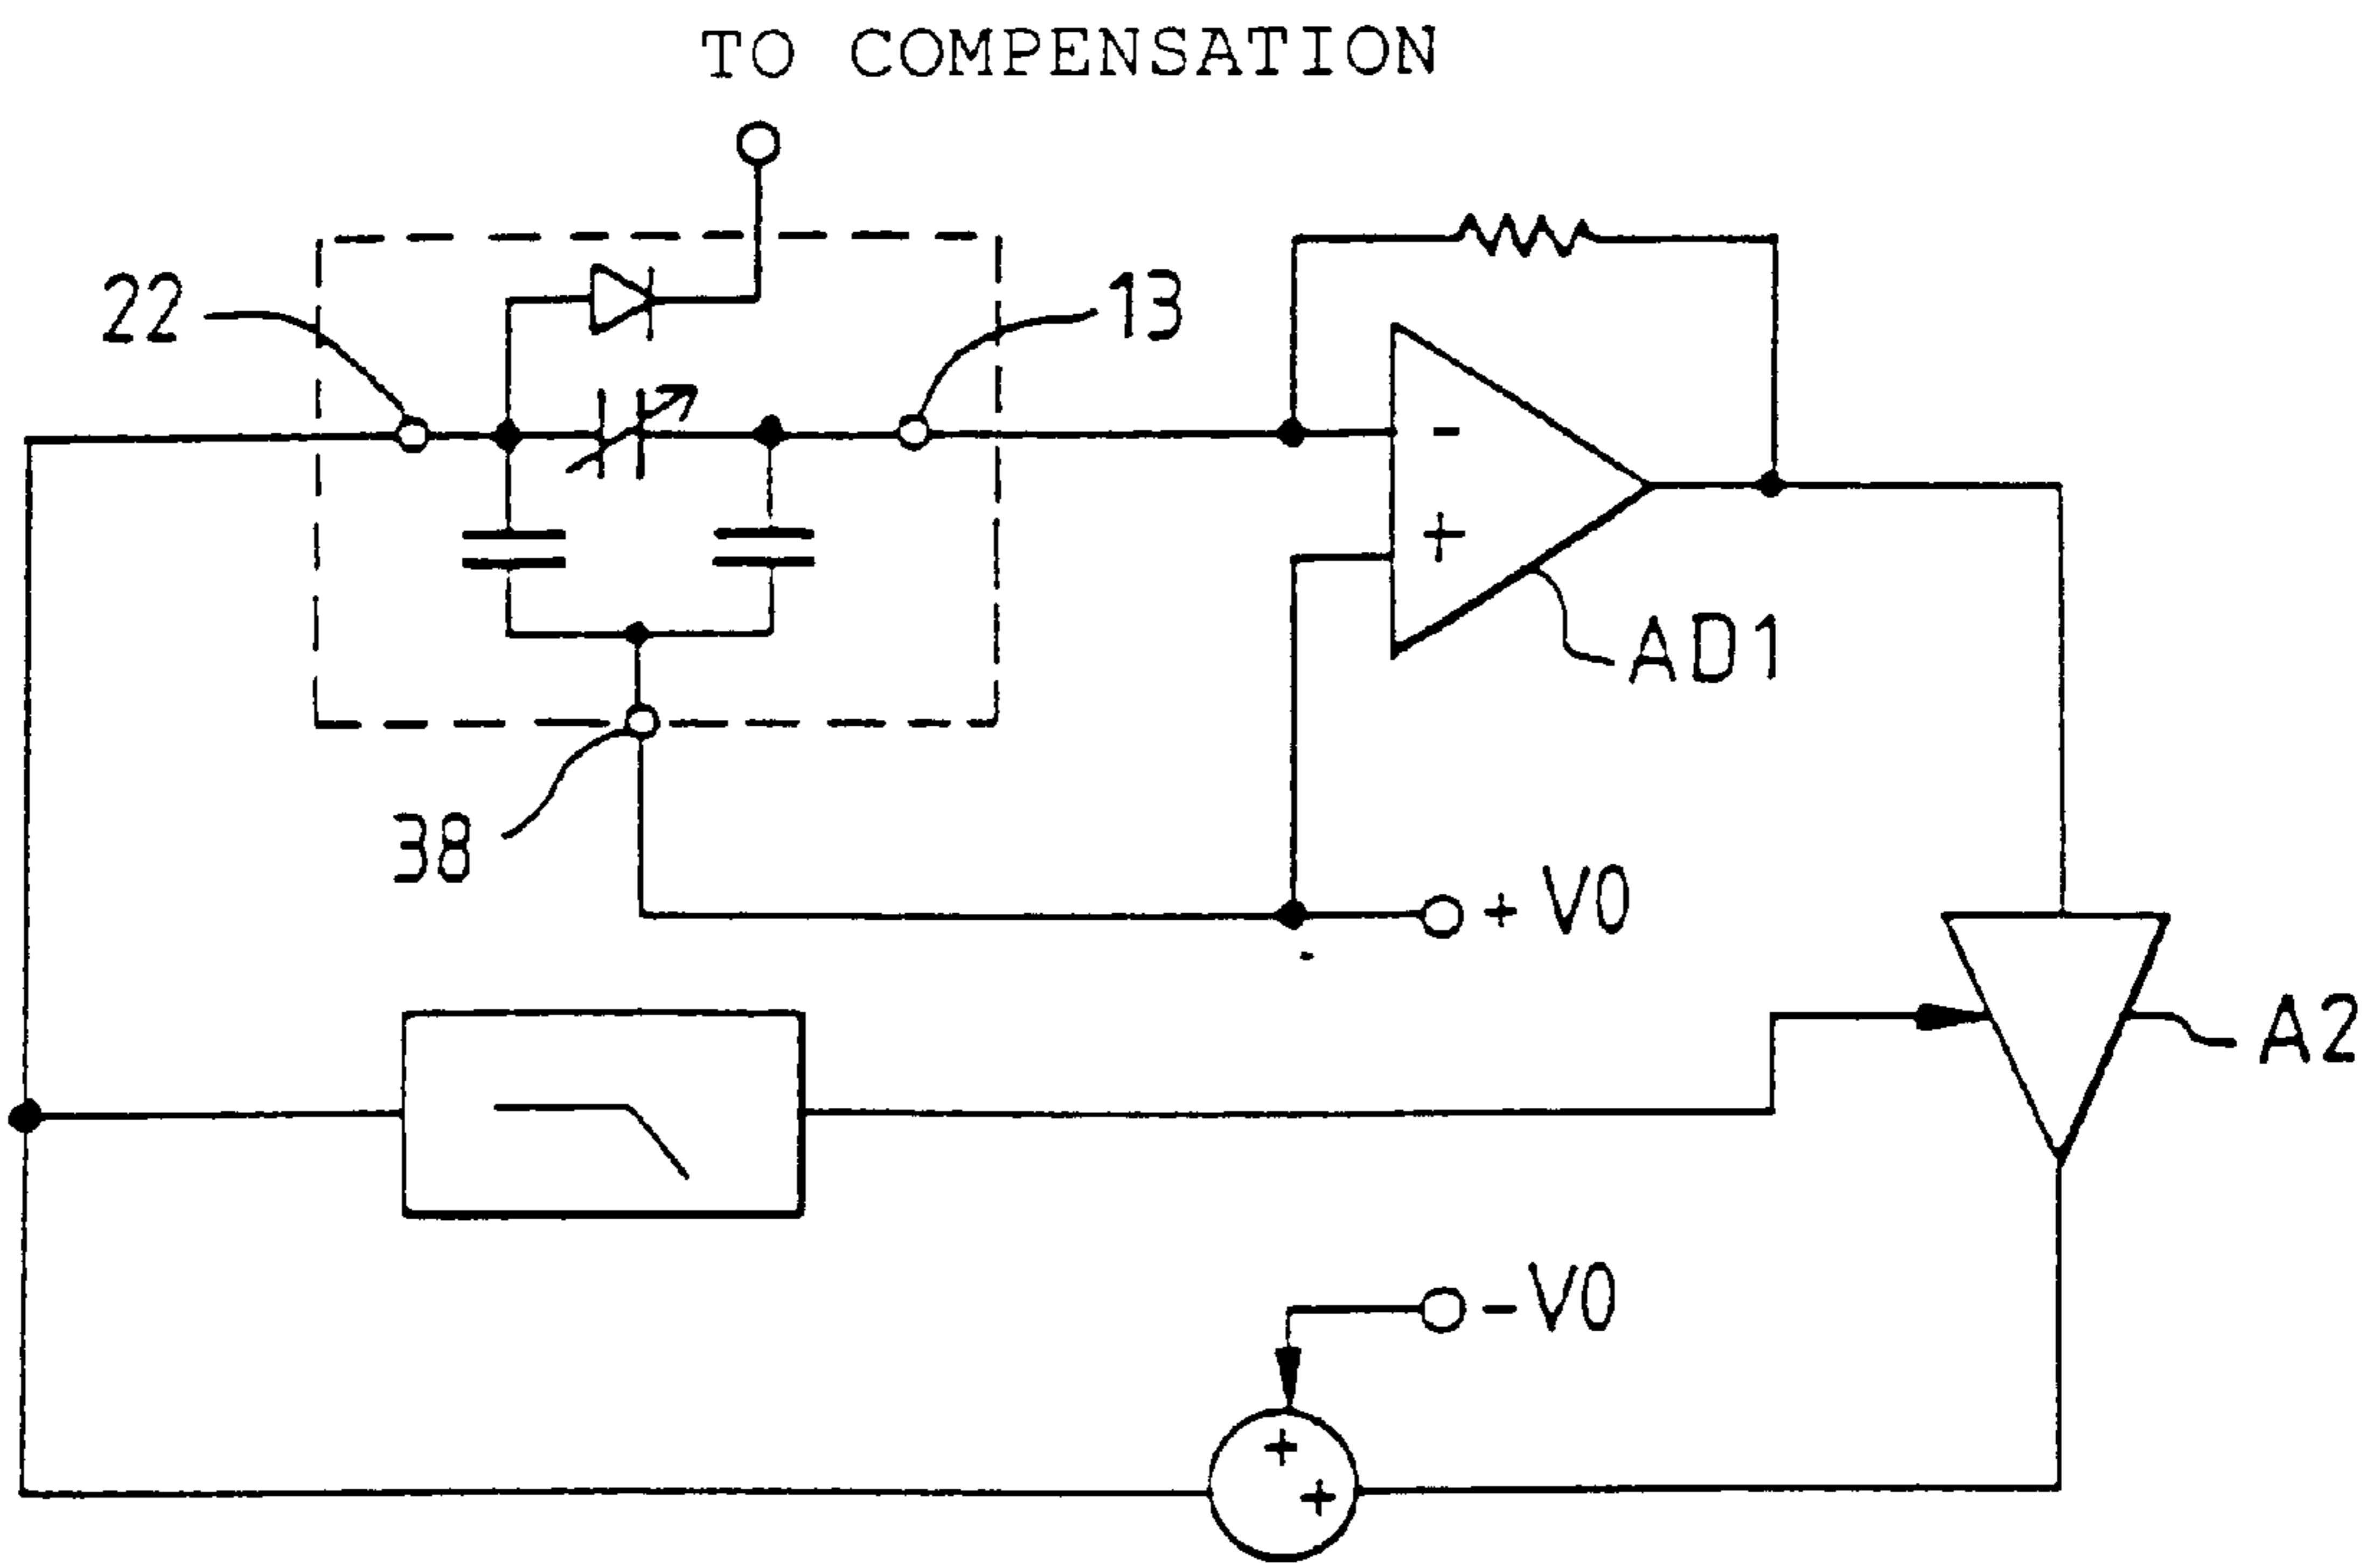 TO COMPENSATION
22
13
-
+
AD1
38
+ V0
A2
- V0
+
+